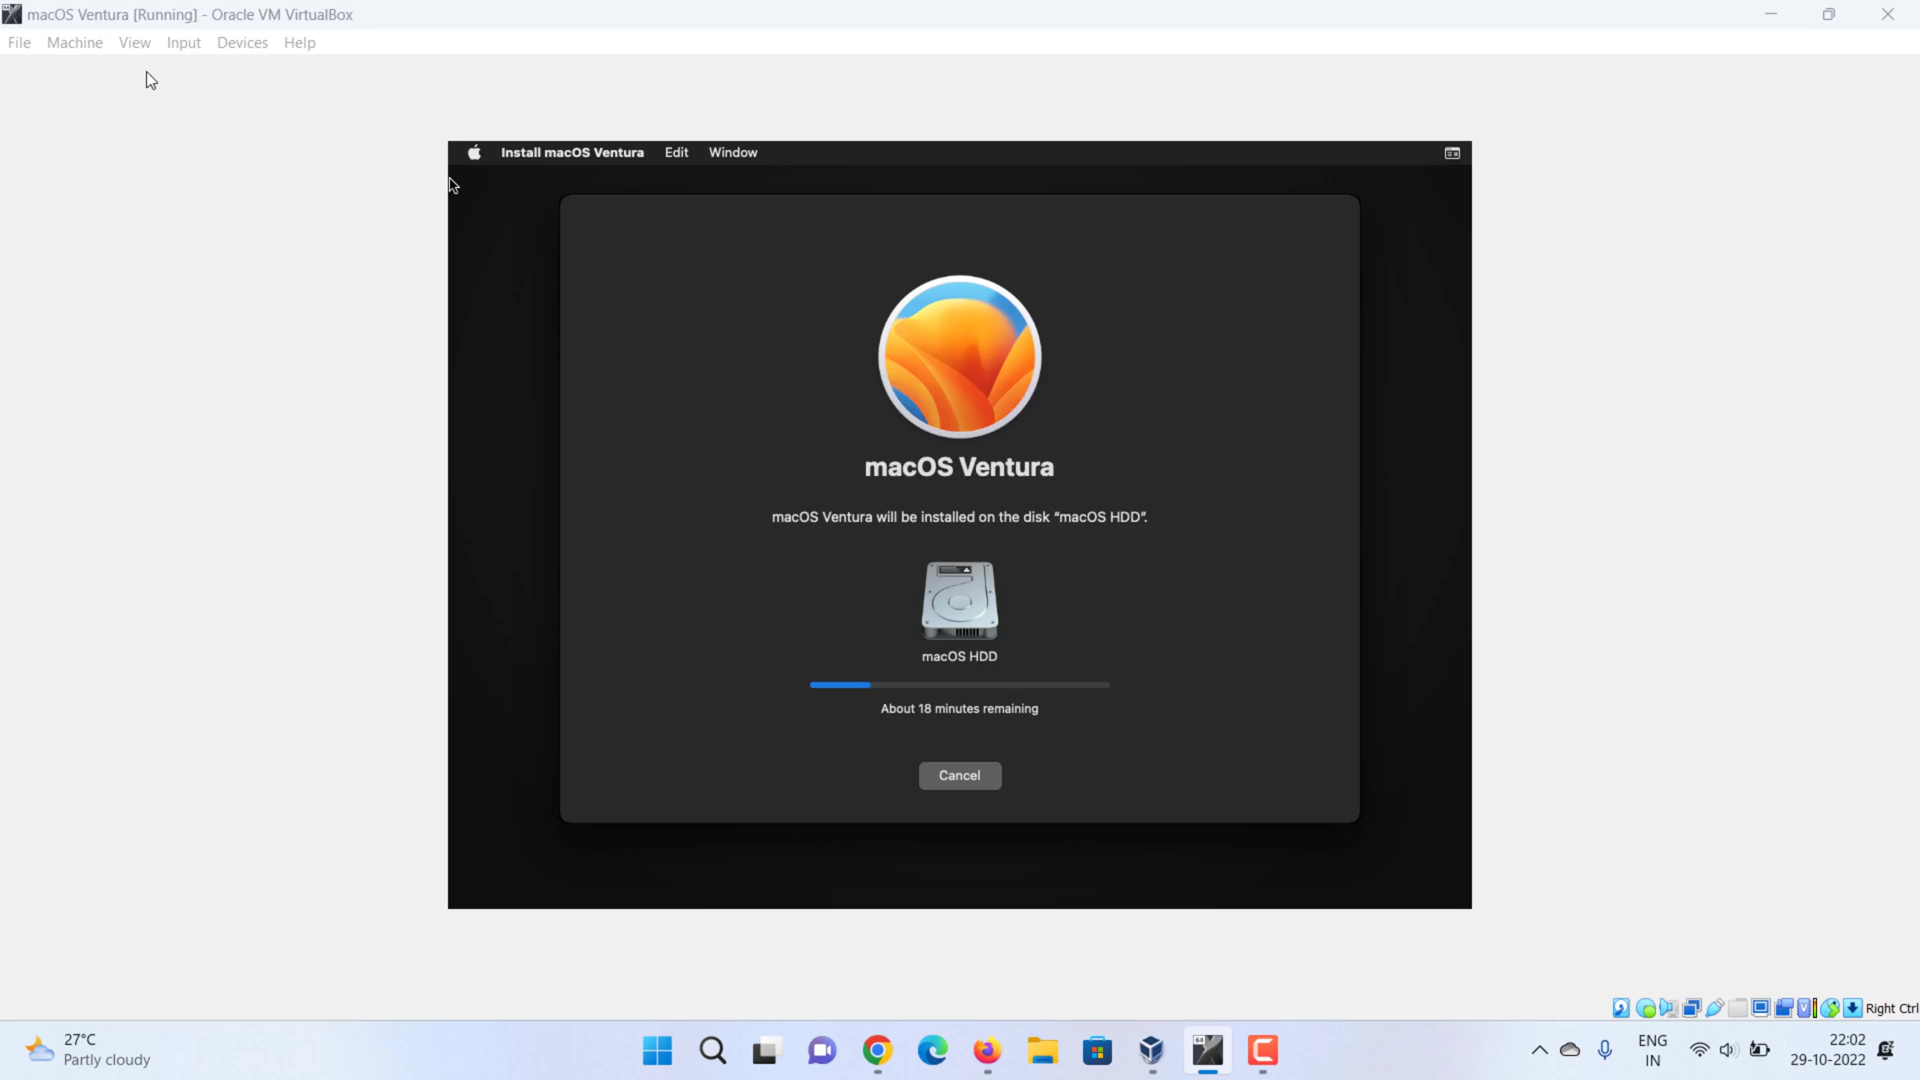 macOS Ventura [Running] - Oracle VM VirtualBox
File Machine View Input Devices Help
Install macOS Ventura Edit Window
macOS Ventura
macOS Ventura will be installed on the disk “macOS HDD”.
macOS HDD
About 18 minutes remaining
Cancel
Right Ctrl
27°C
Partly cloudy
64
ENG
IN
22:02
29-10-2022